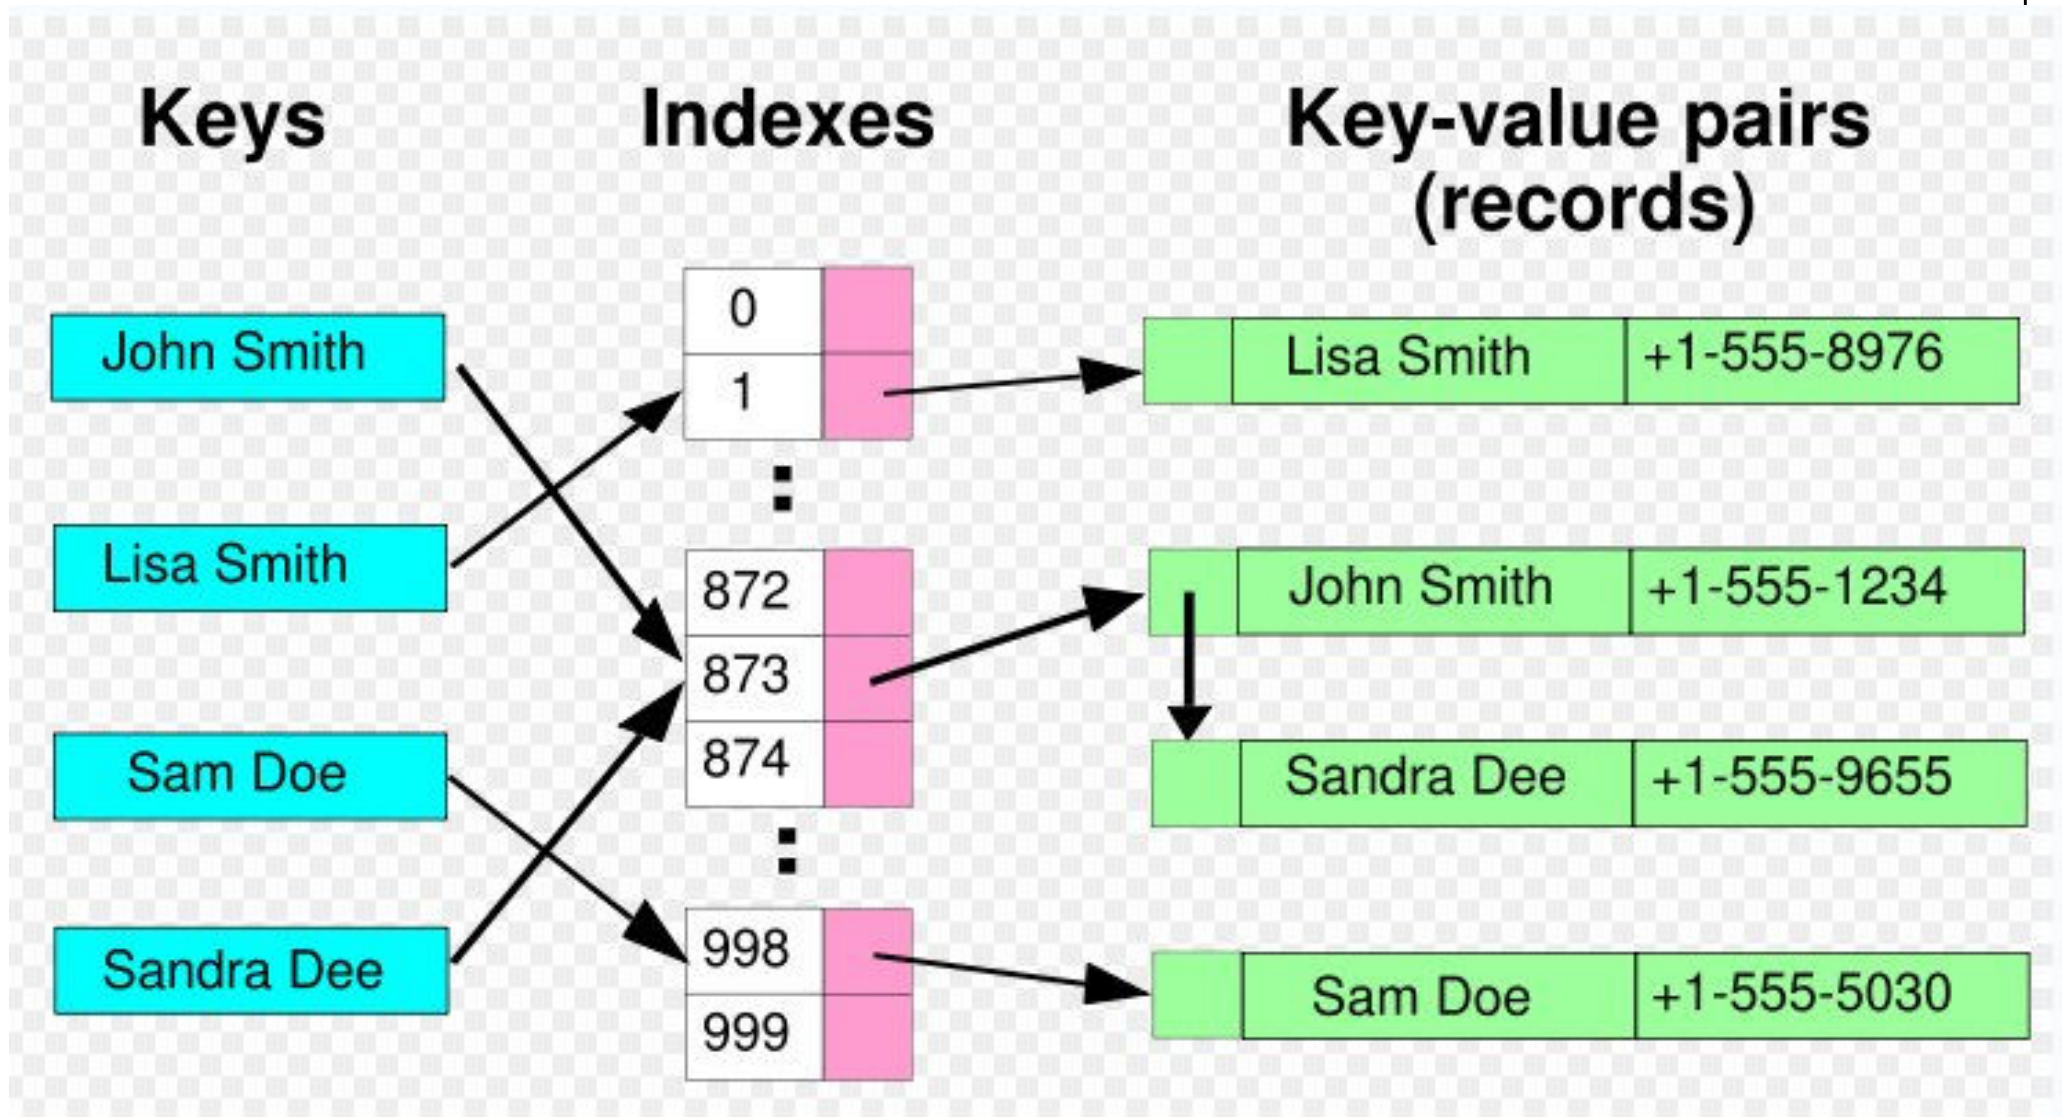 Keys
Indexes
Key-value pairs
(records)
John Smith
Lisa Smith
Sam Doe
Sandra Dee
0
1
872
873
874
998
999
Lisa Smith +1-555-8976
John Smith +1-555-1234
Sandra Dee +1-555-9655
Sam Doe +1-555-5030